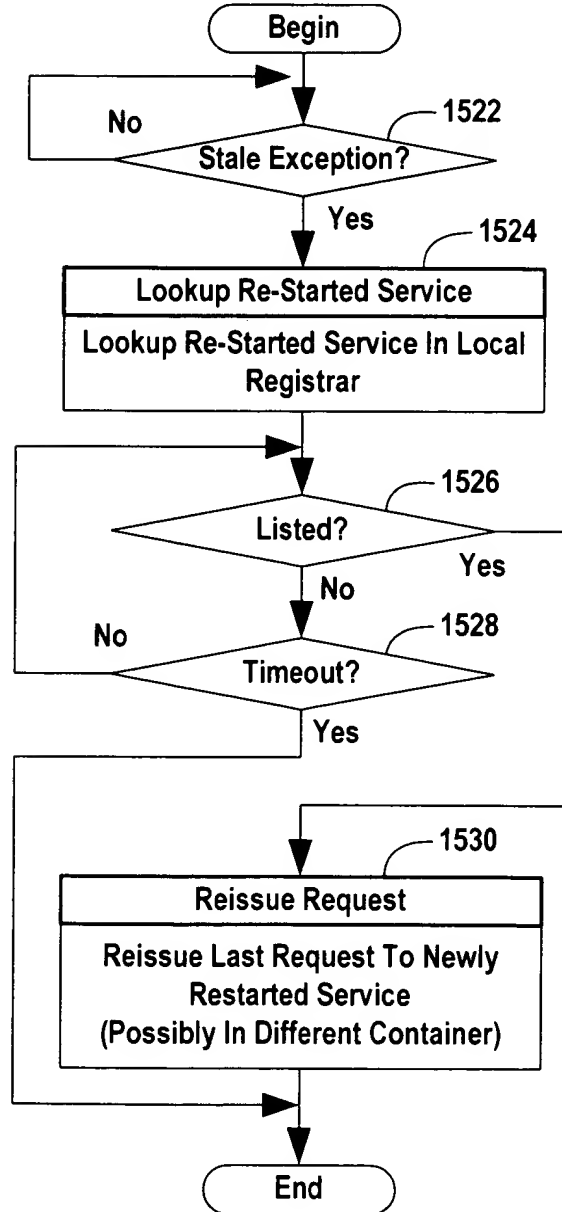 Begin
1522
No
Stale Exception?
Yes
1524
Lookup Re-Started Service
Lookup Re-Started Service In Local
Registrar
1526
Listed?
Yes
No
1528
No
Timeout?
Yes
1530
Reissue Request
Reissue Last Request To Newly
Restarted Service
(Possibly In Different Container)
End